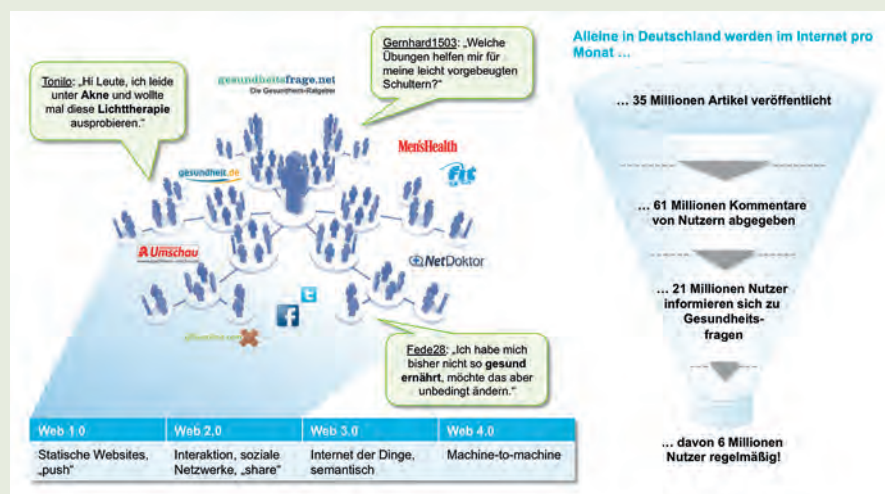 Tonilo: „Hi Leute, ich leide
unter Akne und wollte
mal diese Lichttherapie
ausprobieren.“
gesundheitsfrage.net
Die Gesundheits-Ratgeber
Gernhard1503: „Welche
Übungen helfen mir für
meine leicht vorgebeugten
Schultern?“
Men'sHealth
fit
gesundheit.de
Umschau
NetDoktor
Fede28: „Ich habe mich
bisher nicht so gesund
ernährt, möchte das aber
unbedingt ändern.“
Web 1.0
Statische Websites,
„push“
Web 2.0
Interaktion, soziale
Netzwerke, „share“
Web 3.0
Internet der Dinge,
semantisch
Web 4.0
Machine-to-machine
Alleine in Deutschland werden im Internet pro
Monat ...
... 35 Millionen Artikel veröffentlicht
... 61 Millionen Kommentare
von Nutzern abgegeben
... 21 Millionen Nutzer
informieren sich zu
Gesundheits-
fragen
... davon 6 Millionen
Nutzer regelmäßig!